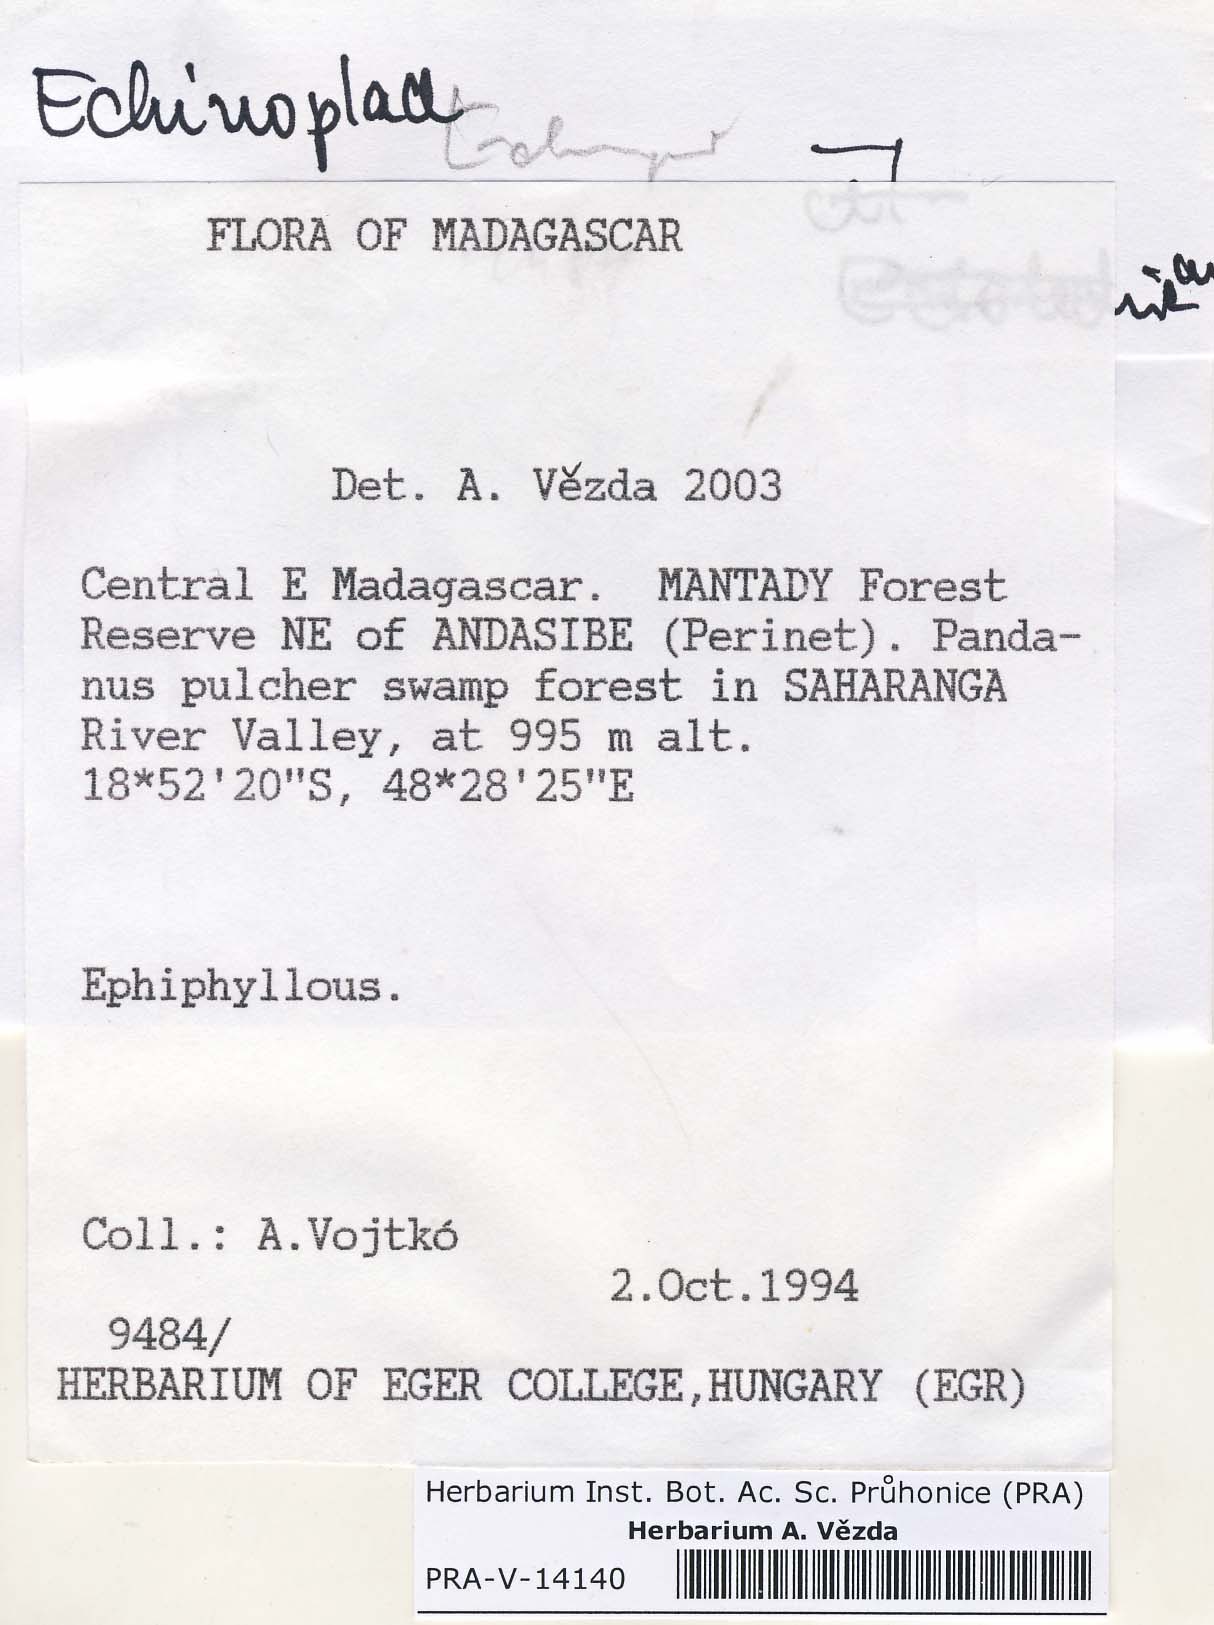 Echinoplaca
FLORA OF MADAGASCAR
Det. A. Vězda 2003
Central E Madagascar. MANTADY Forest
Reserve NE of ANDASIBE (Perinet). Panda-
nus pulcher swamp forest in SAHARANGA
River Valley, at 995 m alt.
18*52'20"S, 48*28'25"E
Ephiphyllous.
Coll.: A.Vojtkó
2.Oct.1994
9484/
HERBARIUM OF EGER COLLEGE,HUNGARY (EGR)
Herbarium Inst. Bot. Ac. Sc. Průhonice (PRA)
Herbarium A. Vězda
PRA-V-14140